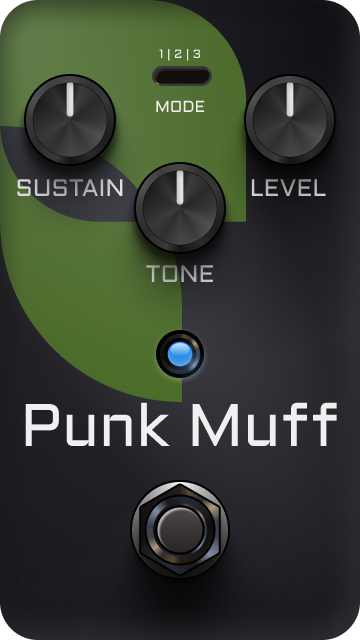 1|2|3
MODE
SUSTAIN
LEVEL
TONE
Punk Muff